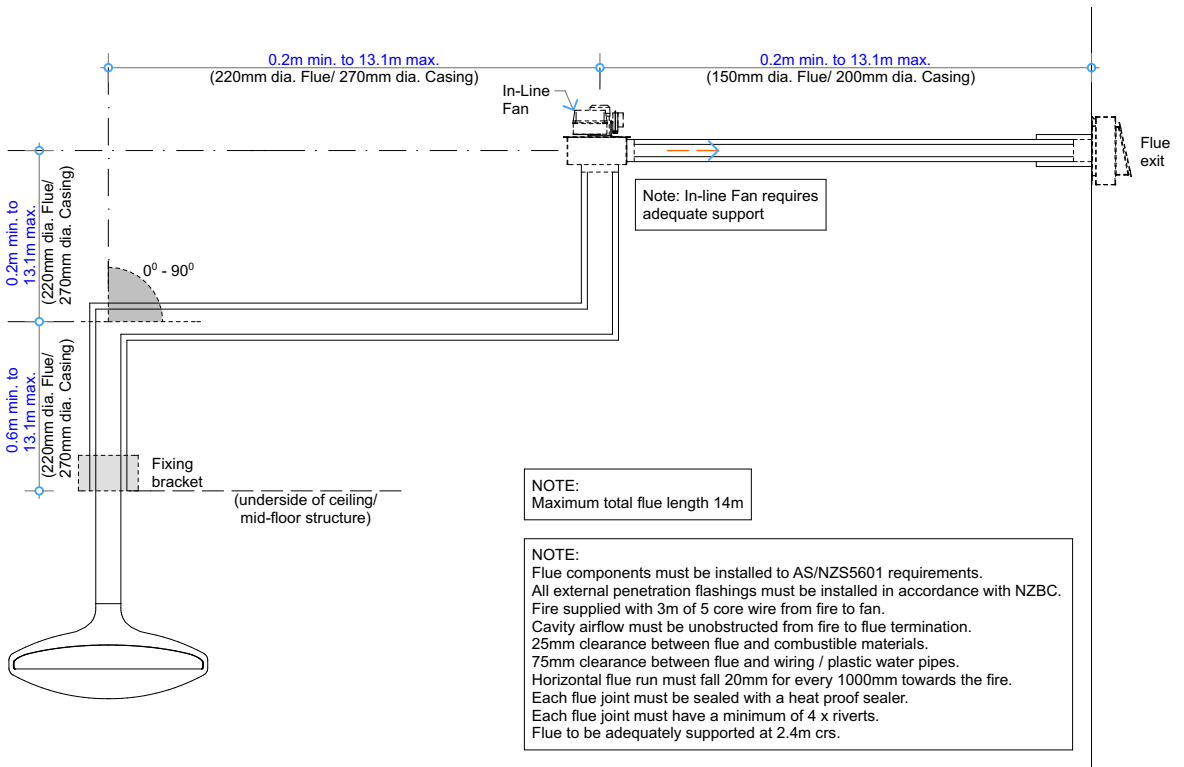 0.2m min. to 13.1m max.
(220mm dia. Flue/ 270mm dia. Casing)
0.2m min. to 13.1m max.
(150mm dia. Flue/ 200mm dia. Casing)
In-Line
Fan
Flue
exit
Note: In-line Fan requires
adequate support
0.2m min. to
13.1m max.
(220mm dia. Flue/
270mm dia. Casing)
0⁰ - 90⁰
0.6m min. to
13.1m max.
(220mm dia. Flue/
270mm dia. Casing)
Fixing
bracket
(underside of ceiling/
mid-floor structure)
NOTE:
Maximum total flue length 14m
NOTE:
Flue components must be installed to AS/NZS5601 requirements.
All external penetration flashings must be installed in accordance with NZBC.
Fire supplied with 3m of 5 core wire from fire to fan.
Cavity airflow must be unobstructed from fire to flue termination.
25mm clearance between flue and combustible materials.
75mm clearance between flue and wiring / plastic water pipes.
Horizontal flue run must fall 20mm for every 1000mm towards the fire.
Each flue joint must be sealed with a heat proof sealer.
Each flue joint must have a minimum of 4 x riverts.
Flue to be adequately supported at 2.4m crs.